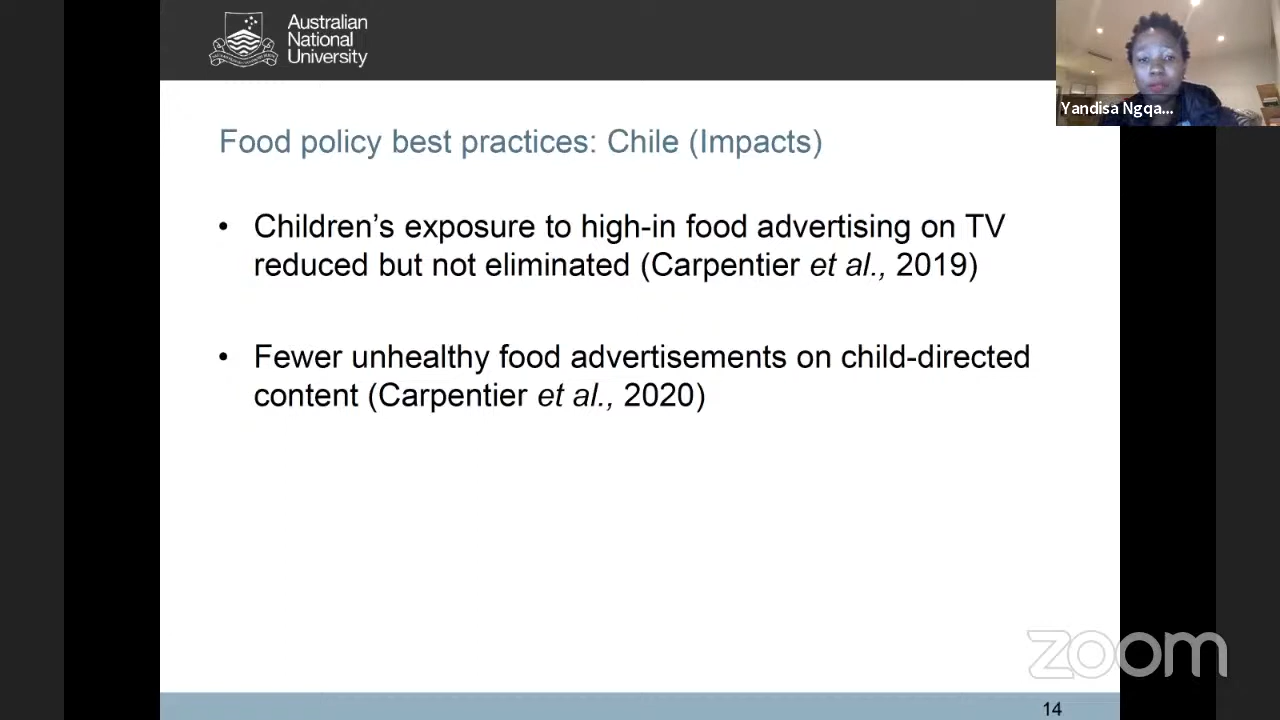 Australian
National
University
Yandisa Ngqa...
Food policy best practices: Chile (Impacts)
• Children’s exposure to high-in food advertising on TV
reduced but not eliminated (Carpentier et al., 2019)
• Fewer unhealthy food advertisements on child-directed
content (Carpentier et al., 2020)
zoom
14